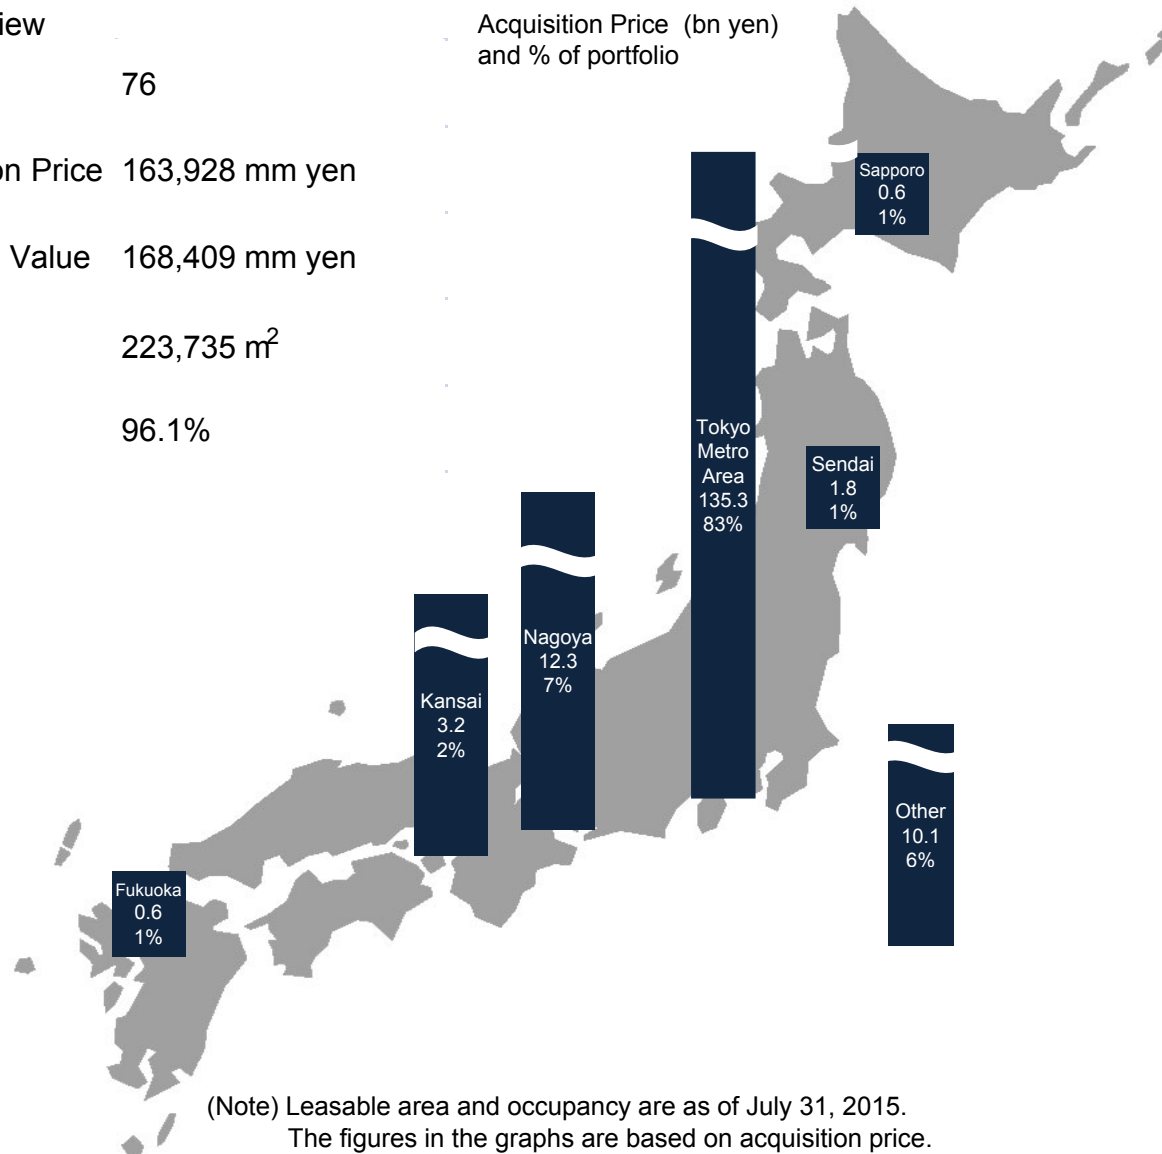 iew
76
on Price 163,928 mm yen
Value 168,409 mm yen
223,735 m²
96.1%
Acquisition Price (bn yen)
and % of portfolio
Sapporo
0.6
1%
Tokyo
Metro
Area
135.3
83%
Sendai
1.8
1%
Nagoya
12.3
7%
Kansai
3.2
2%
Other
10.1
6%
Fukuoka
0.6
1%
(Note) Leasable area and occupancy are as of July 31, 2015.
The figures in the graphs are based on acquisition price.